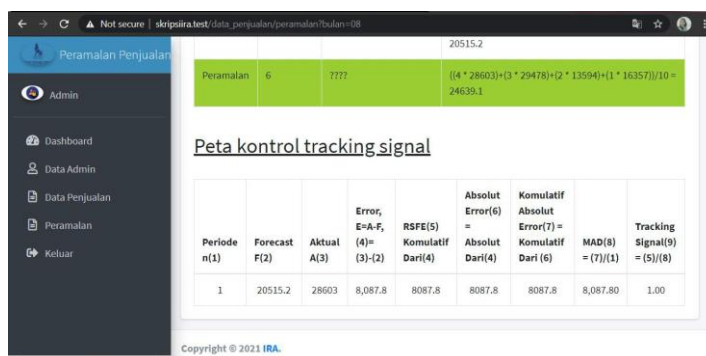 Not secure | skripsiira.test/data_penjualan/peramalan?bulan=08
Peramalan Penjualan
Admin
Dashboard
Data Admin
Data Penjualan
Peramalan
Keluar
20515.2
Peramalan 6 ???? ((4 * 28603)+(3 * 29478)+(2 * 13594)+(1 * 16357))/10 =
24639.1
Peta kontrol tracking signal
Periode n(1) Forecast F(2) Aktual A(3) Error, E=A-F, (4)= (3)-(2) RSFE(5) Komulatif Dari(4) Absolut Error(6) = Absolut Dari(4) Komulatif Absolut Error(7) = Komulatif Dari (6) MAD(8) = (7)/(1) Tracking Signal(9) = (5)/(8)
1 20515.2 28603 8,087.8 8087.8 8087.8 8087.8 8,087.80 1.00
Copyright © 2021 IRA.